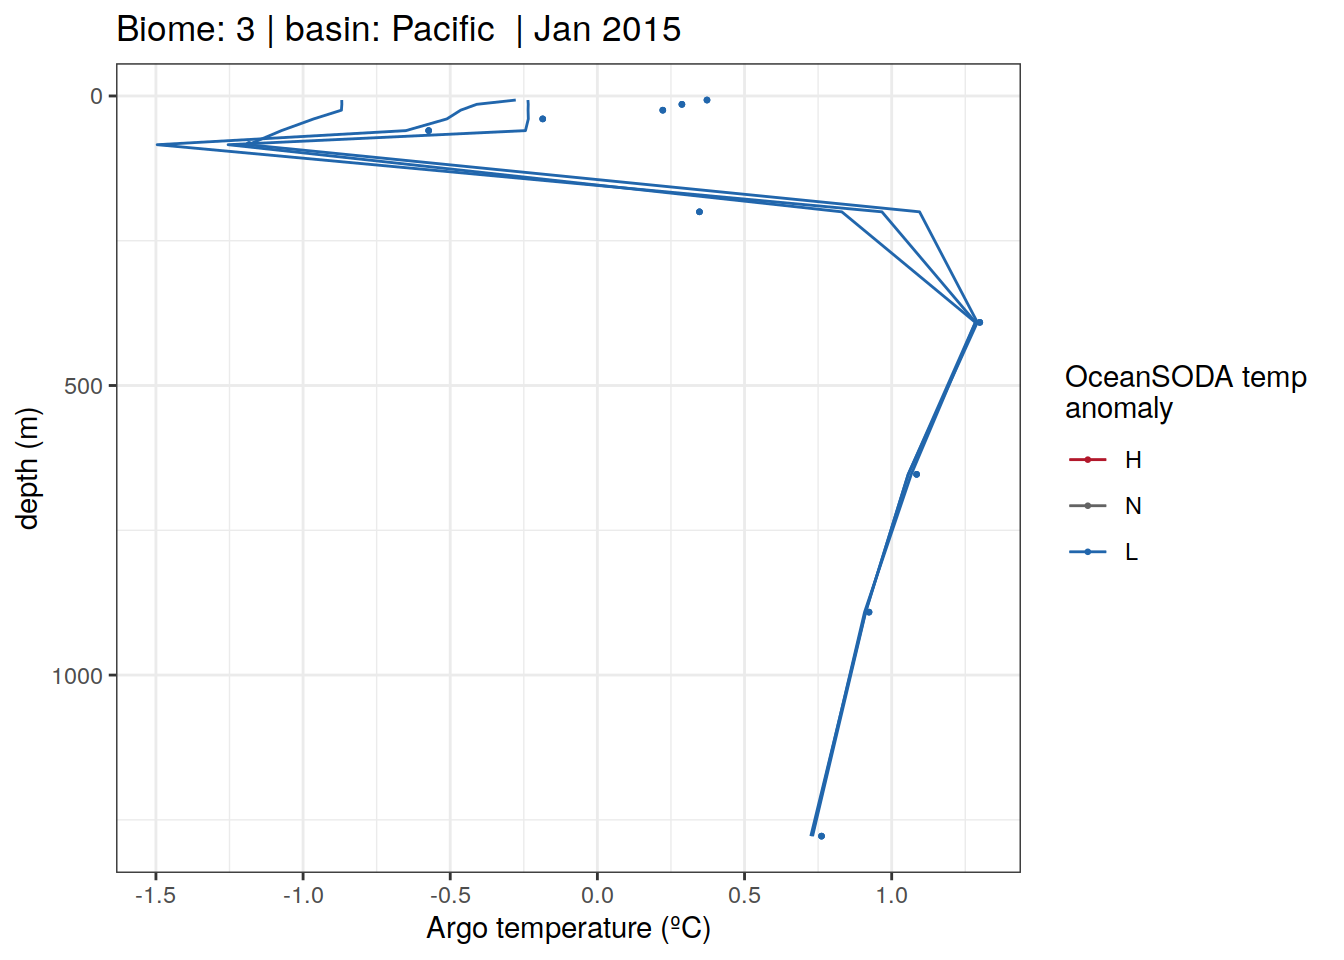 Biome: 3 | basin: Pacific  | Jan 2015
0
500
1000
depth (m)
-1.5
-1.0
-0.5
0.0
0.5
1.0
Argo temperature (ºC)
OceanSODA temp
anomaly
H
N
L